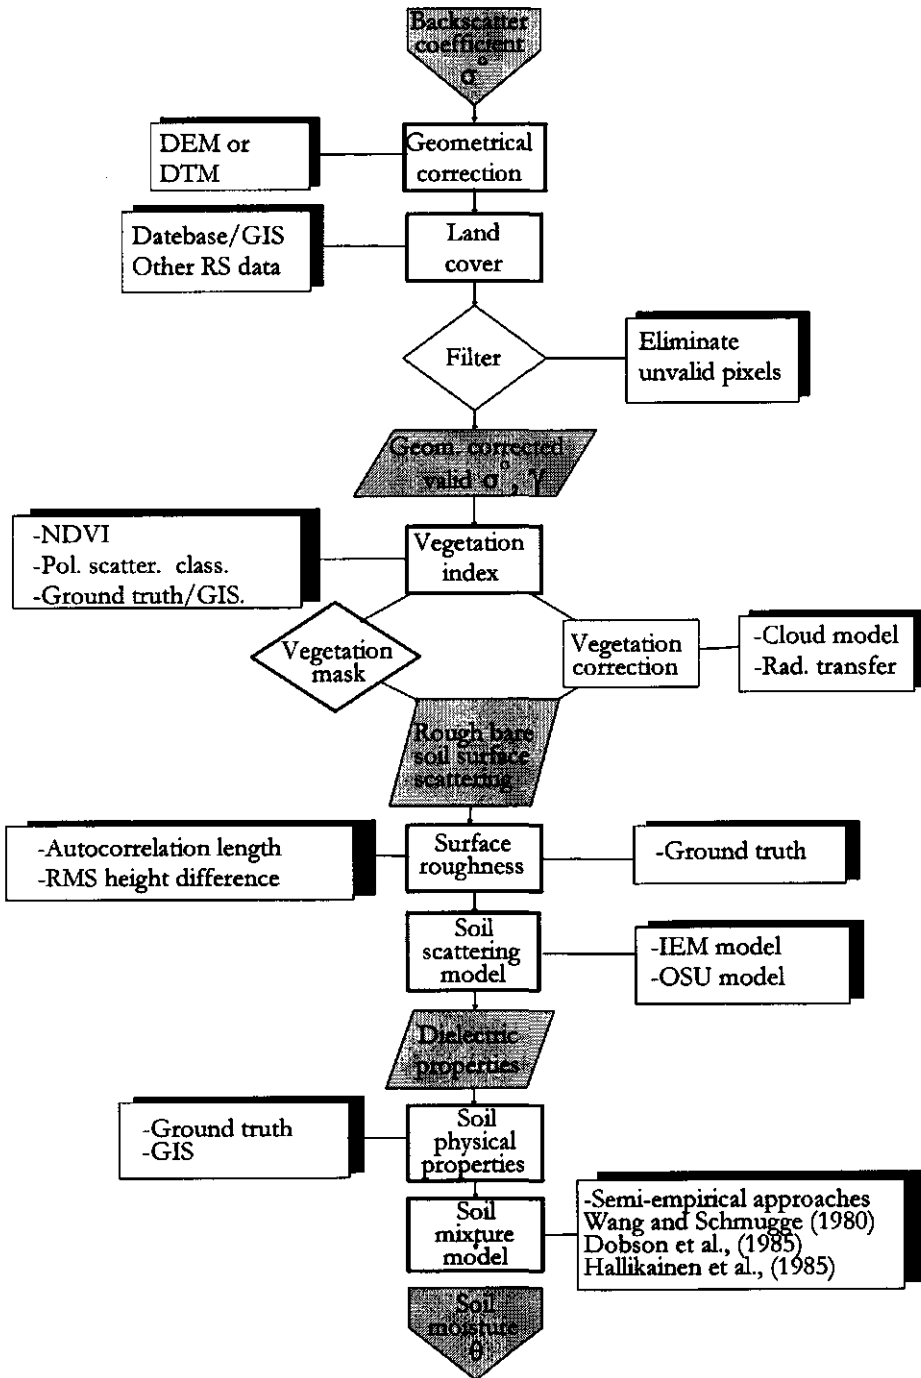 Backscatter
coefficient
σ°
DEM or
DTM
Geometrical
correction
Datebase/GIS
Other RS data
Land
cover
Filter
Eliminate
unvalid pixels
Geom. corrected
valid σ°, γ
-NDVI
-Pol. scatter. class.
-Ground truth/GIS.
Vegetation
index
Vegetation
mask
Vegetation
correction
-Cloud model
-Rad. transfer
Rough bare
soil surface
scattering
-Autocorrelation length
-RMS height difference
Surface
roughness
-Ground truth
Soil
scattering
model
-IEM model
-OSU model
Dielectric
properties
-Ground truth
-GIS
Soil
physical
properties
Soil
mixture
model
-Semi-empirical approaches
Wang and Schmugge (1980)
Dobson et al., (1985)
Hallikainen et al., (1985)
Soil
moisture
θ